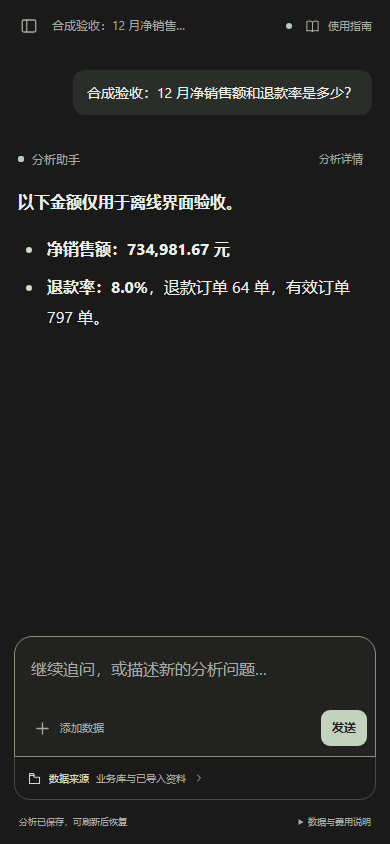 合成验收：12 月净销售...
使用指南
合成验收：12 月净销售额和退款率是多少？
分析助手
分析详情
以下金额仅用于离线界面验收。
净销售额：734,981.67 元
退款率：8.0%，退款订单 64 单，有效订单
797 单。
继续追问，或描述新的分析问题...
添加数据
发送
数据来源 业务库与已导入资料
分析已保存，可刷新后恢复
数据与费用说明